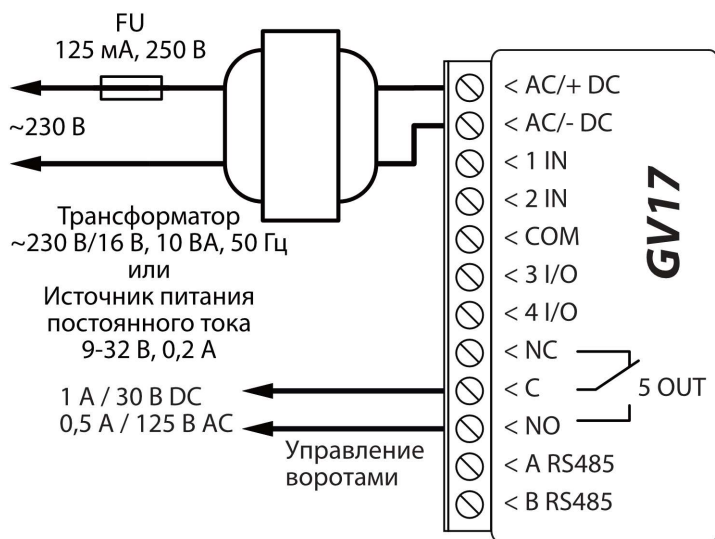 FU
125 мА, 250 В
~230 В
Трансформатор
~230 В/16 В, 10 ВА, 50 Гц
или
Источник питания
постоянного тока
9-32 В, 0,2 А
1 А / 30 В DC
0,5 А / 125 В AC
Управление
воротами
< AC/+ DC
< AC/- DC
< 1 IN
< 2 IN
< COM
< 3 I/O
< 4 I/O
< NC
< C
< NO
< A RS485
< B RS485
5 OUT
GV17